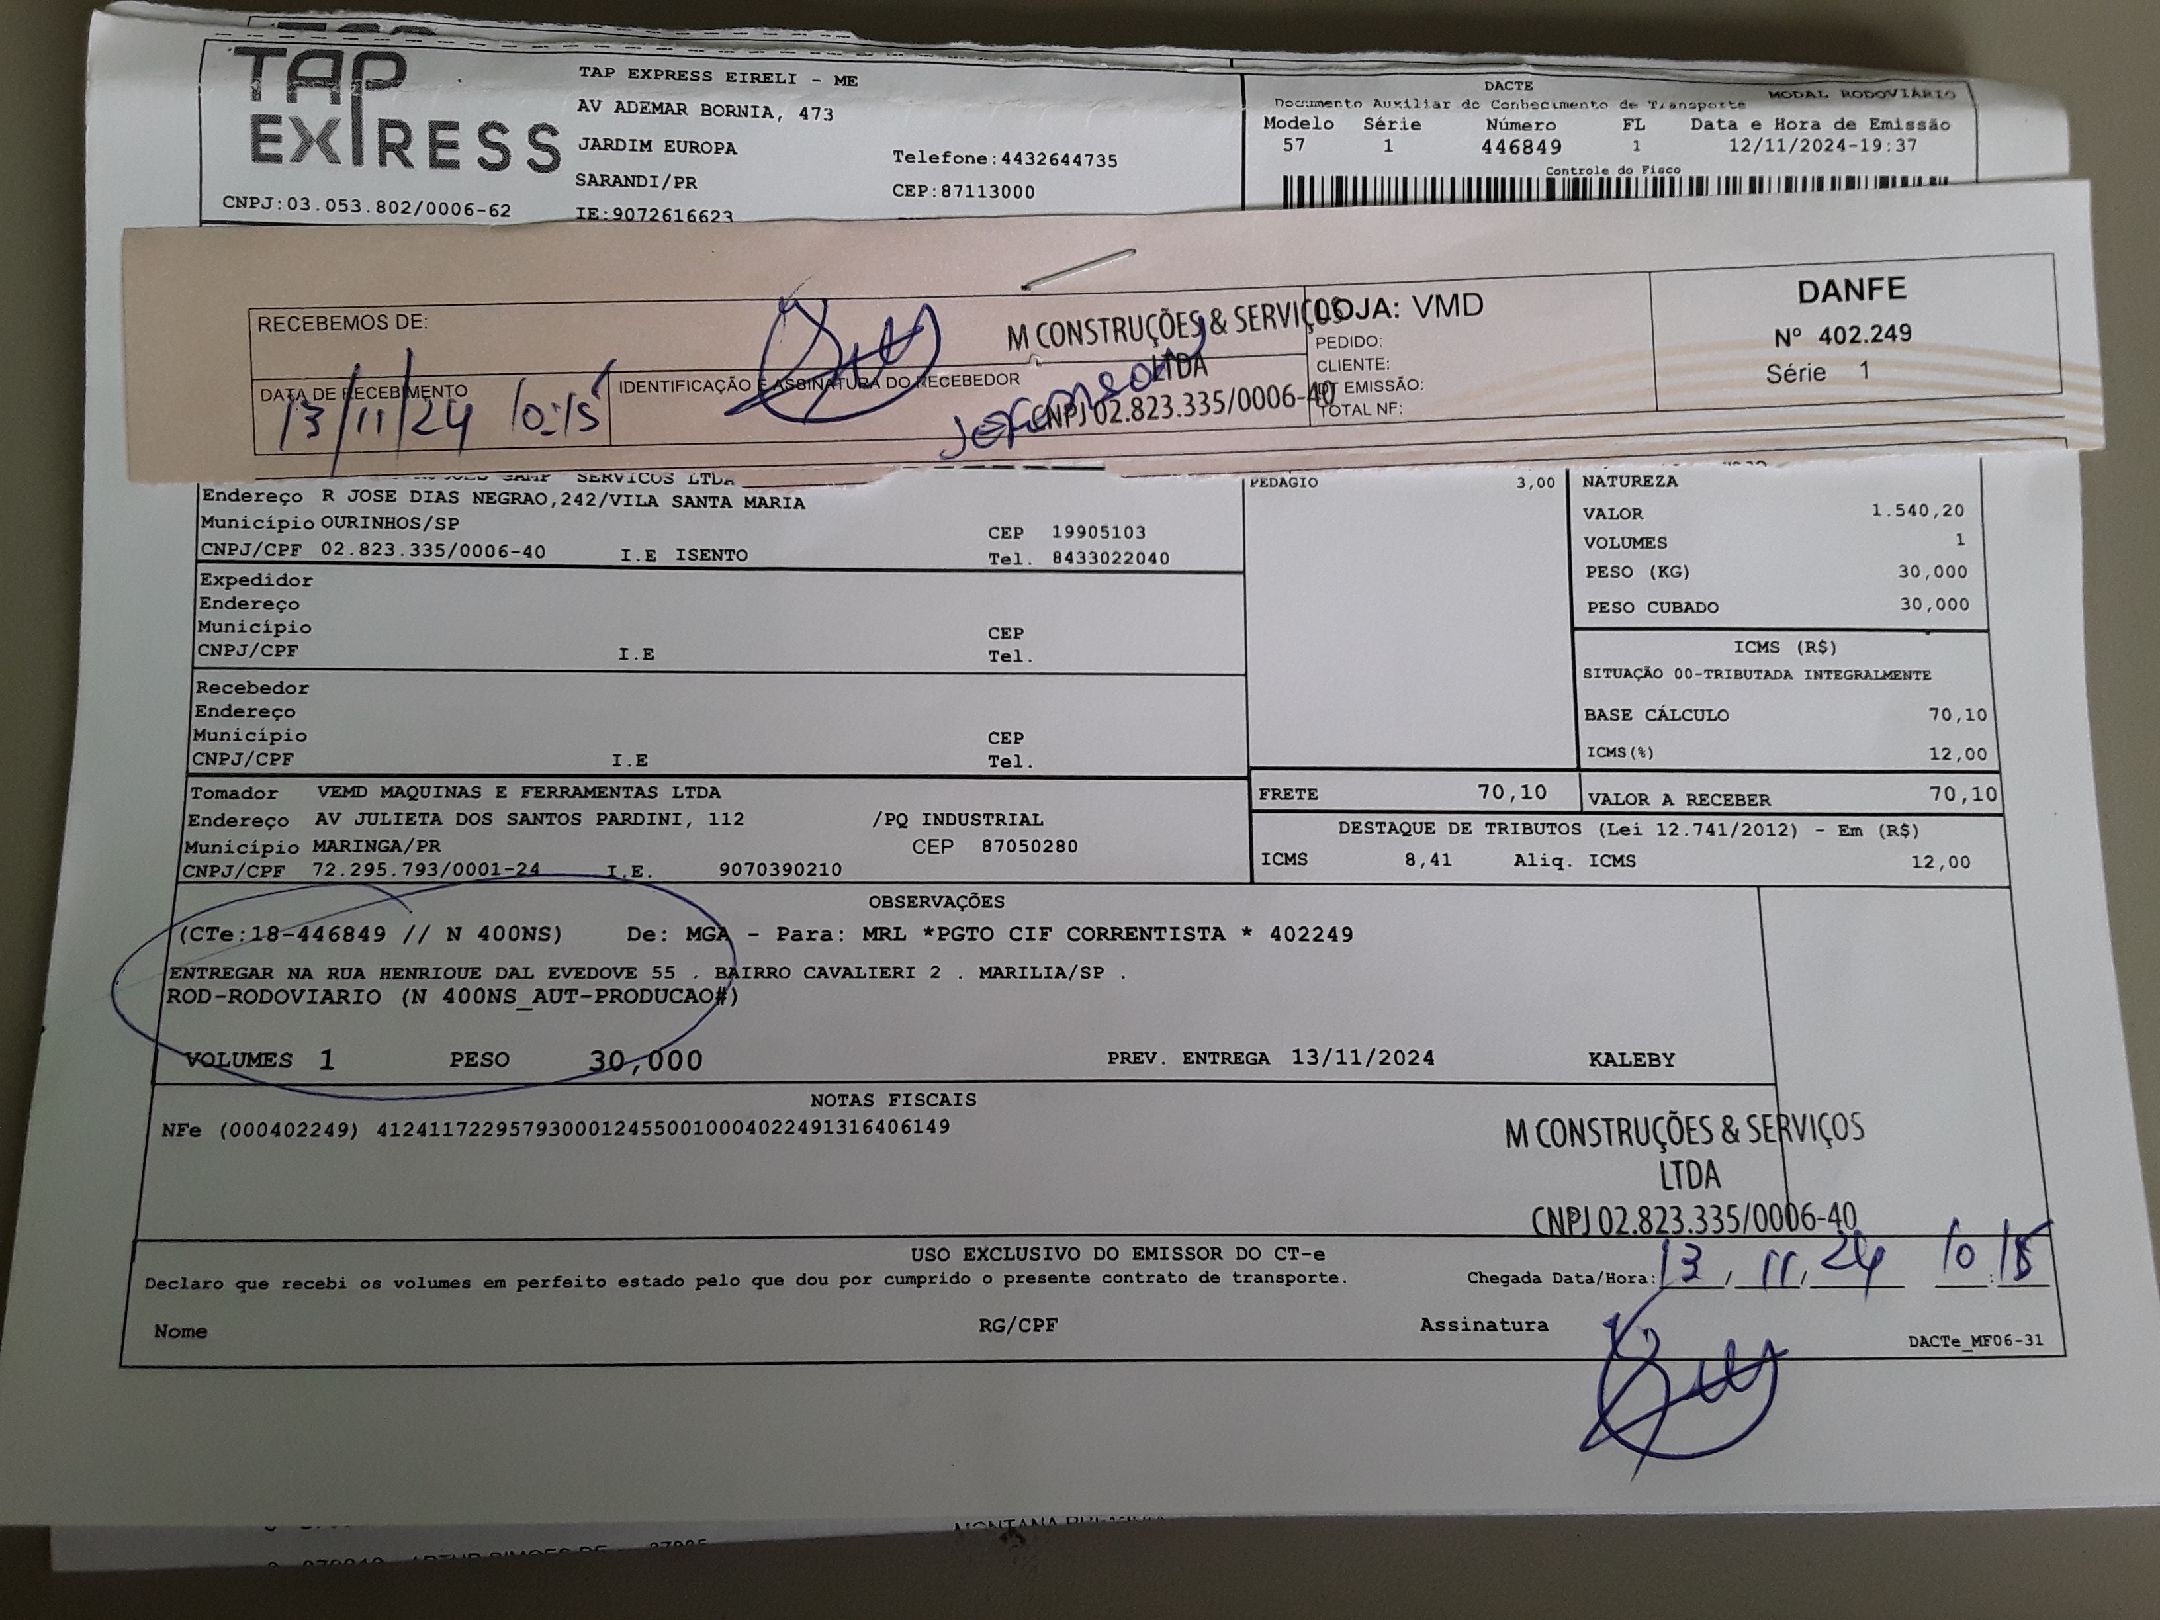 TAP EXPRESS
TAP EXPRESS EIRELI - ME
AV ADEMAR BORNIA, 473
JARDIM EUROPA
Telefone:4432644735
SARANDI/PR
CEP:87113000
CNPJ:03.053.802/0006-62
IE:9072616623
DACTE
MODAL RODOVIÁRIO
Documento Auxiliar do Conhecimento de Transporte
Modelo Série Número FL Data e Hora de Emissão
57 1 446849 1 12/11/2024-19:37
Controle do Fisco
RECEBEMOS DE:
DATA DE RECEBIMENTO
13/11/24 10:15
IDENTIFICAÇÃO E ASSINATURA DO RECEBEDOR
M CONSTRUÇÕES & SERVIÇOS
LTDA
CNPJ 02.823.335/0006-40
LOJA: VMD
PEDIDO:
CLIENTE:
DT EMISSÃO:
TOTAL NF:
DANFE
Nº 402.249
Série 1
SERVICOS LTDA
Endereço R JOSE DIAS NEGRAO,242/VILA SANTA MARIA
Município OURINHOS/SP CEP 19905103
CNPJ/CPF 02.823.335/0006-40 I.E ISENTO Tel. 8433022040
Expedidor
Endereço
Município CEP
CNPJ/CPF I.E Tel.
Recebedor
Endereço
Município CEP
CNPJ/CPF I.E Tel.
Tomador VEMD MAQUINAS E FERRAMENTAS LTDA
Endereço AV JULIETA DOS SANTOS PARDINI, 112 /PQ INDUSTRIAL
Município MARINGA/PR CEP 87050280
CNPJ/CPF 72.295.793/0001-24 I.E. 9070390210
PEDAGIO 3,00
NATUREZA
VALOR 1.540,20
VOLUMES 1
PESO (KG) 30,000
PESO CUBADO 30,000
ICMS (R$)
SITUAÇÃO 00-TRIBUTADA INTEGRALMENTE
BASE CÁLCULO 70,10
ICMS(%) 12,00
FRETE 70,10 VALOR A RECEBER 70,10
DESTAQUE DE TRIBUTOS (Lei 12.741/2012) - Em (R$)
ICMS 8,41 Aliq. ICMS 12,00
OBSERVAÇÕES
(CTe:18-446849 // N 400NS) De: MGA - Para: MRL *PGTO CIF CORRENTISTA * 402249
ENTREGAR NA RUA HENRIQUE DAL EVEDOVE 55 . BAIRRO CAVALIERI 2 . MARILIA/SP .
ROD-RODOVIARIO (N 400NS_AUT-PRODUCAO#)
VOLUMES 1 PESO 30,000 PREV. ENTREGA 13/11/2024 KALEBY
NOTAS FISCAIS
NFe (000402249) 41241172295793000124550010004022491316406149
M CONSTRUÇÕES & SERVIÇOS
LTDA
CNPJ 02.823.335/0006-40
USO EXCLUSIVO DO EMISSOR DO CT-e
Declaro que recebi os volumes em perfeito estado pelo que dou por cumprido o presente contrato de transporte. Chegada Data/Hora: 13/11/24 10:15
Nome RG/CPF Assinatura
DACTe_MF06-31